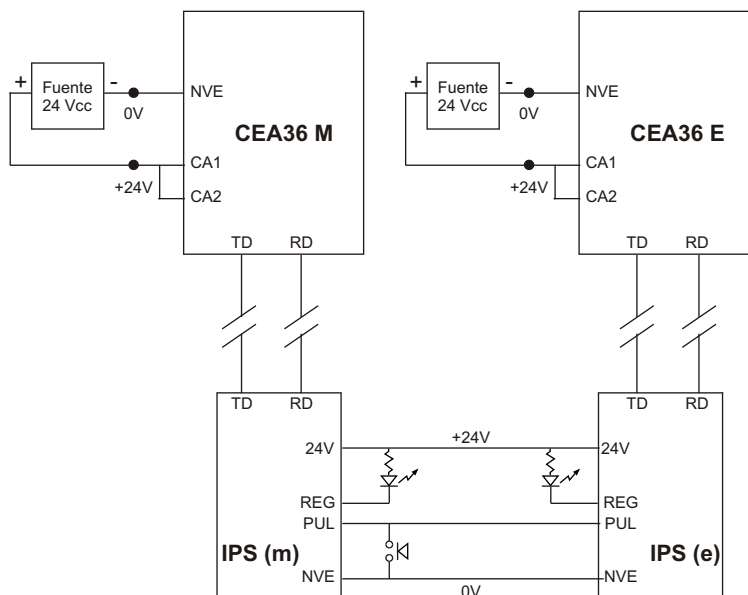 + Fuente 24 Vcc -
0V
NVE
CEA36 M
CA1
+24V
CA2
TD RD
+ Fuente 24 Vcc -
0V
NVE
CEA36 E
CA1
+24V
CA2
TD RD
TD RD
24V
REG
PUL
IPS (m)
NVE
+24V
0V
TD RD
24V
REG
PUL
IPS (e)
NVE